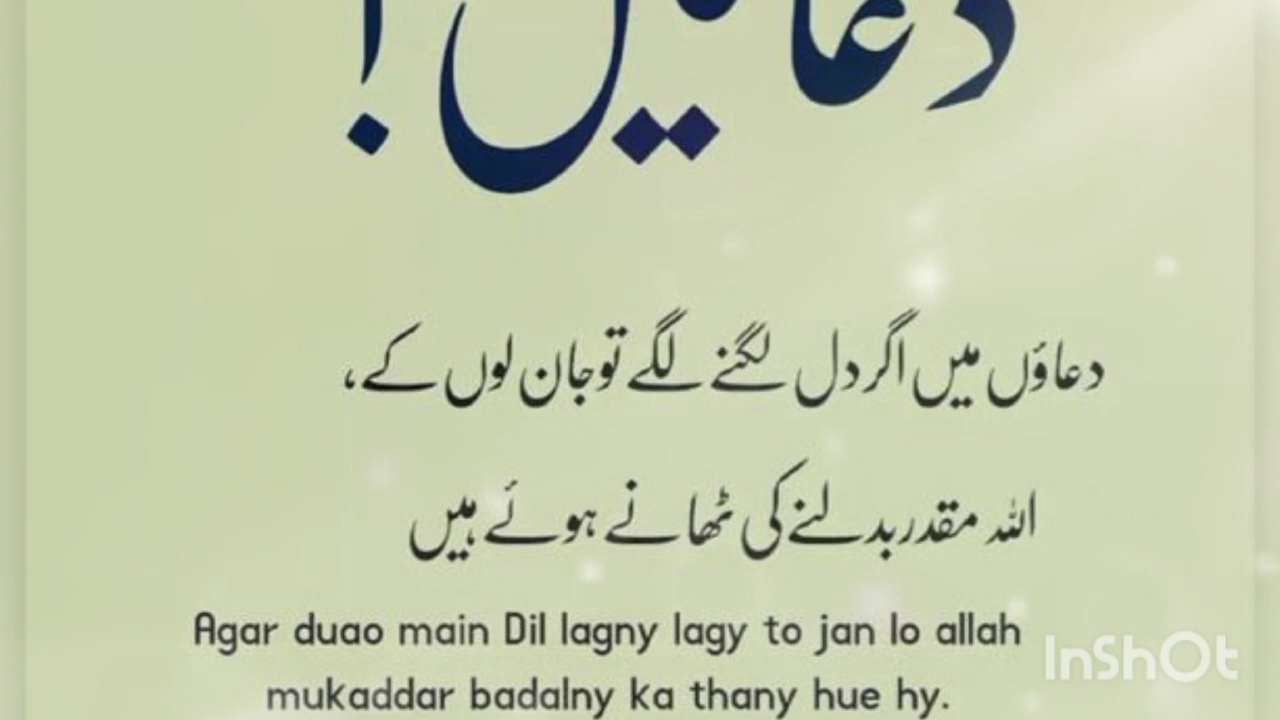 دعائیں!
دعاؤں میں اگر دل لگنے لگے تو جان لوں کے،
اللہ مقدر بدلنے کی ٹھانے ہوئے ہیں
Agar duao main Dil lagny lagy to jan lo allah
mukaddar badalny ka thany hue hy.
InShOt